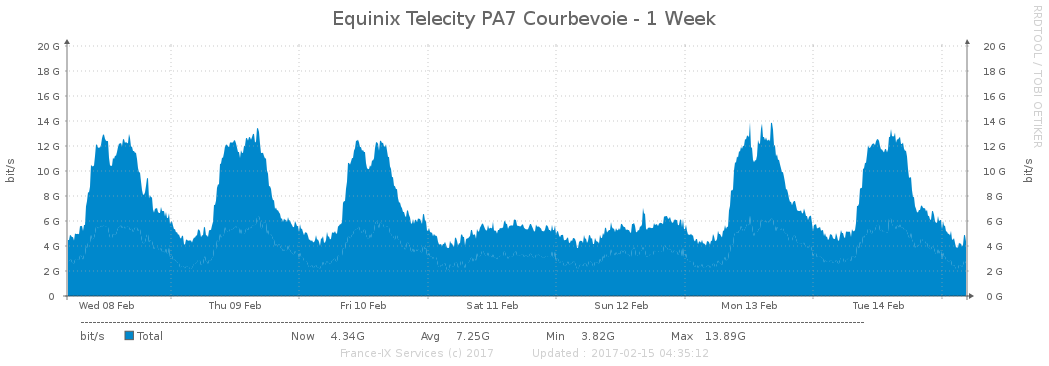 Equinix Telecity PA7 Courbevoie - 1 Week
RRDTOOL / TOBI OETIKER
20 G 20 G
18 G 18 G
16 G 16 G
14 G 14 G
12 G 12 G
10 G 10 G
8 G 8 G
6 G 6 G
4 G 4 G
2 G 2 G
0 0 G
bit/s
bit/s
Wed 08 Feb Thu 09 Feb Fri 10 Feb Sat 11 Feb Sun 12 Feb Mon 13 Feb Tue 14 Feb
bit/s Total Now 4.34G Avg 7.25G Min 3.82G Max 13.89G
France-IX Services (c) 2017 Updated : 2017-02-15 04:35:12